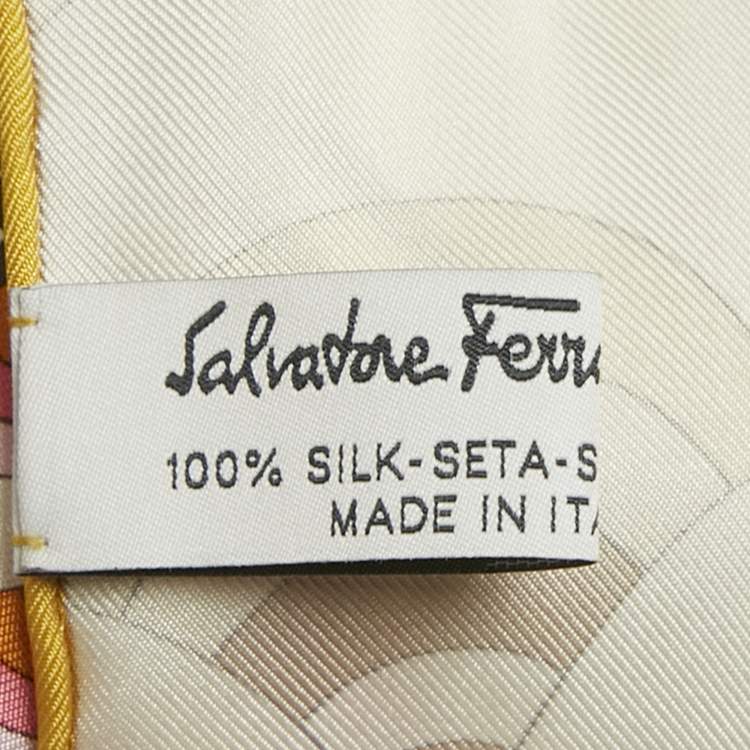 Salvatore Ferra
100% SILK-SETA-S
MADE IN ITA